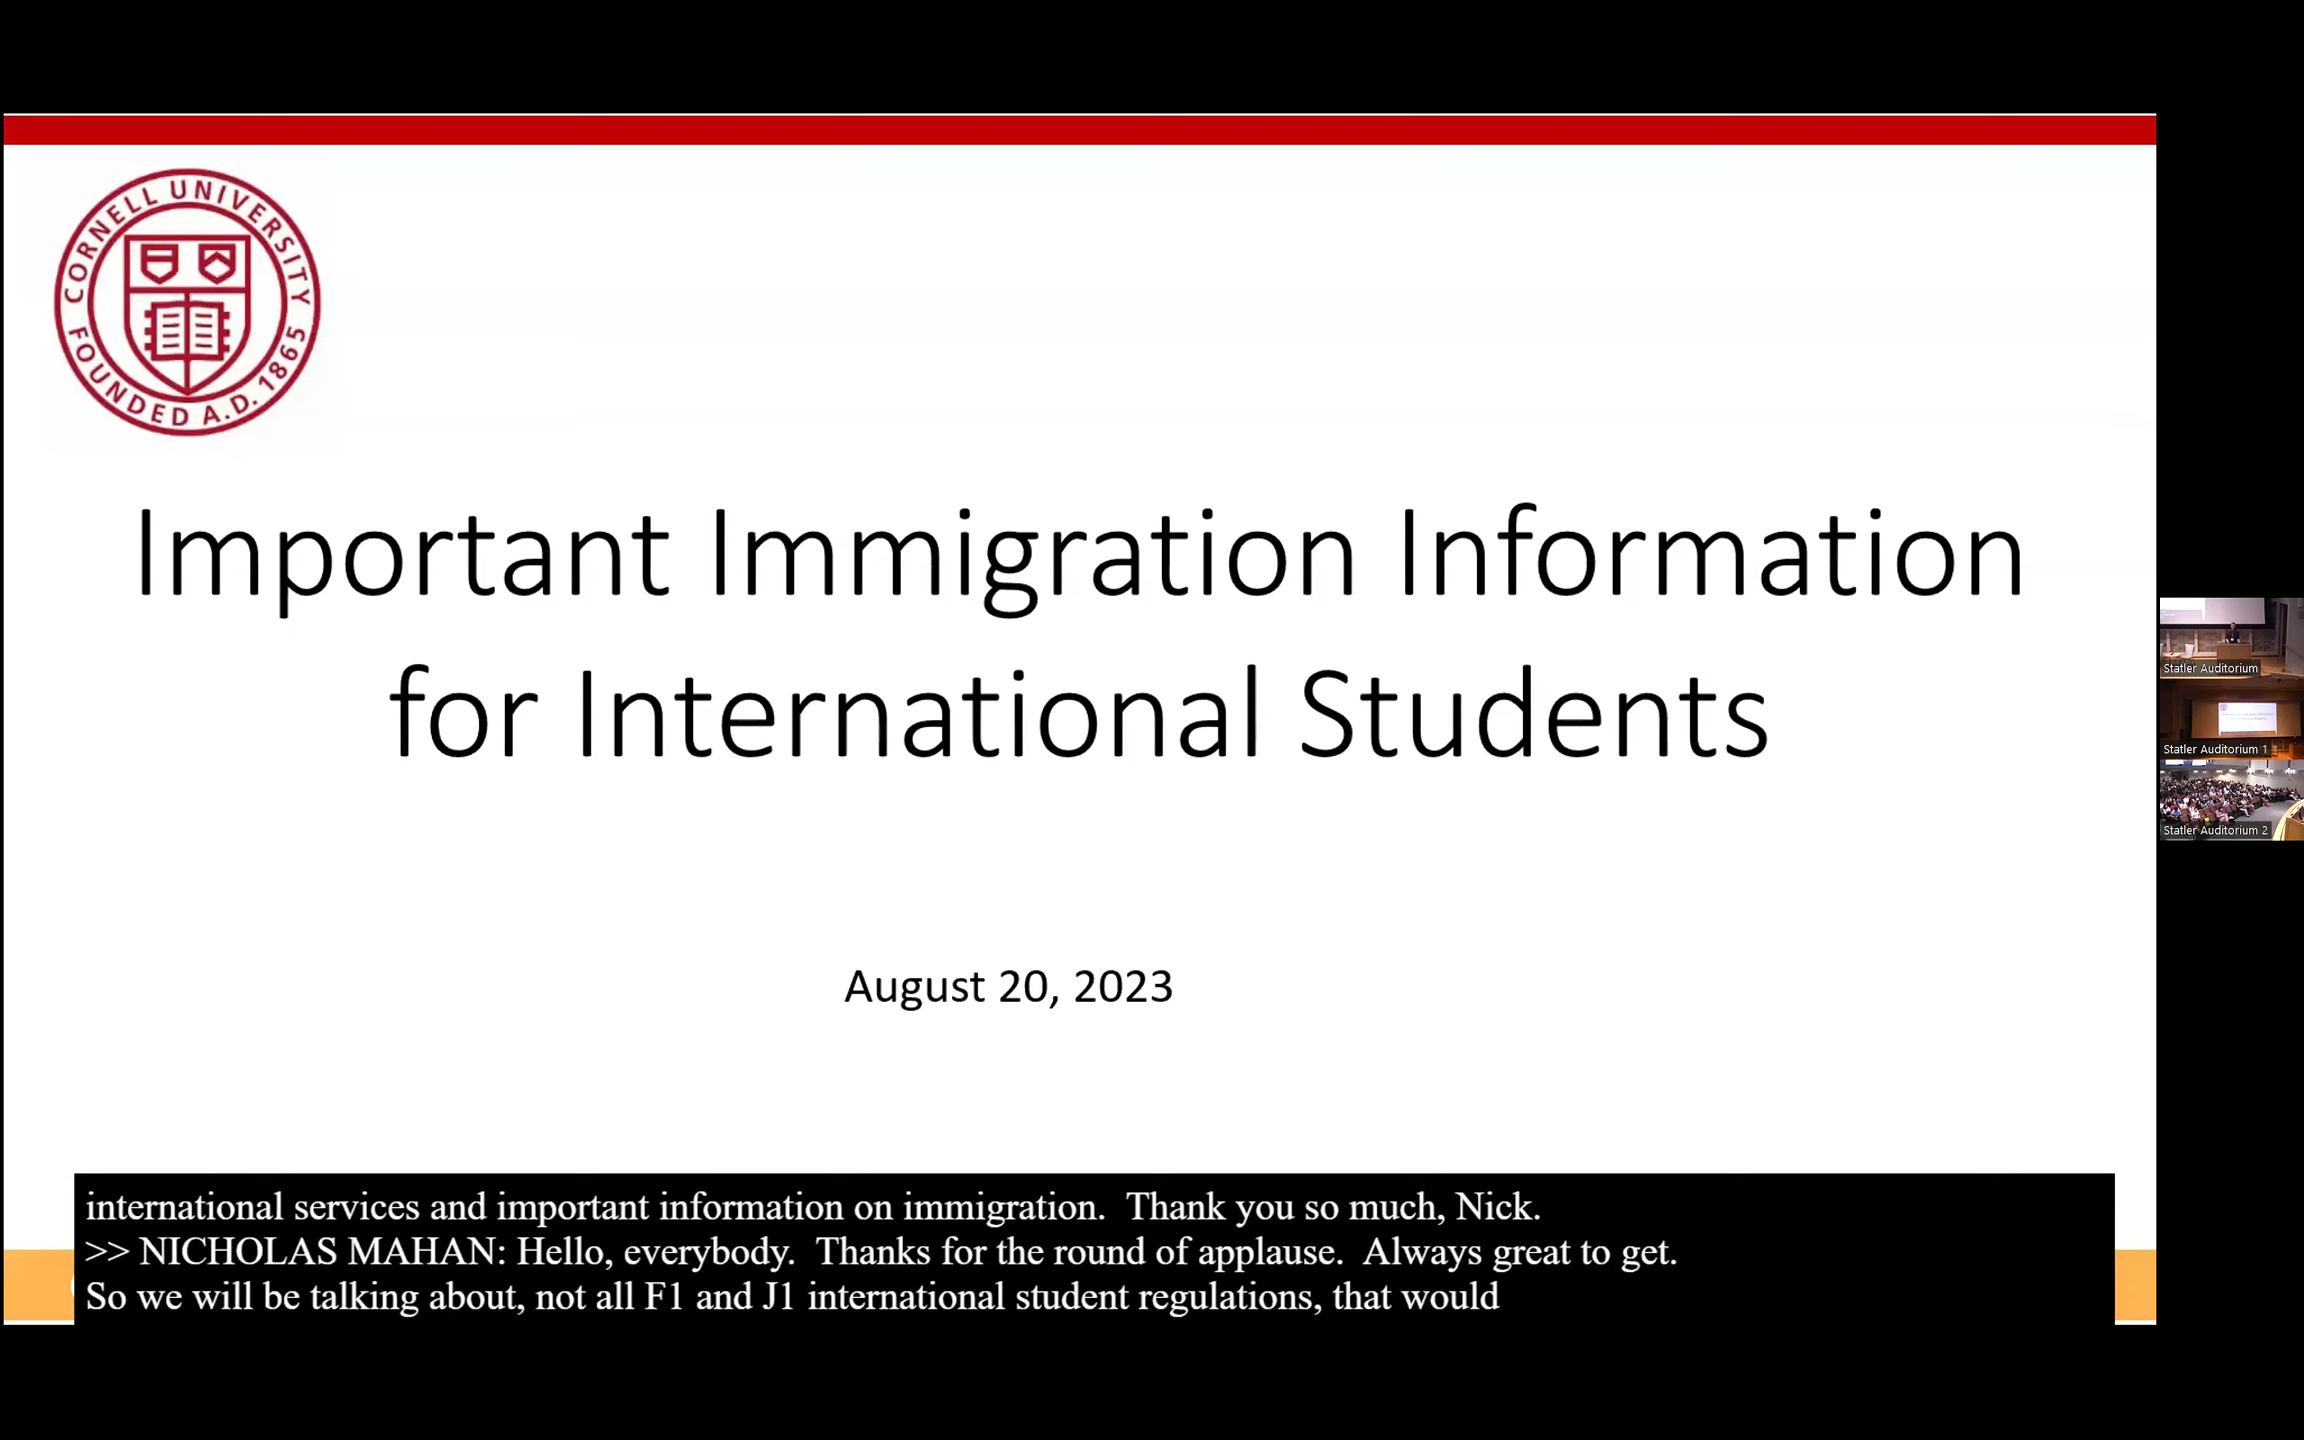 CORNELL UNIVERSITY
FOUNDED A.D. 1865
Important Immigration Information
for International Students
August 20, 2023
Statler Auditorium
Statler Auditorium 1
Statler Auditorium 2
international services and important information on immigration.  Thank you so much, Nick.
>> NICHOLAS MAHAN: Hello, everybody.  Thanks for the round of applause.  Always great to get.
So we will be talking about, not all F1 and J1 international student regulations, that would